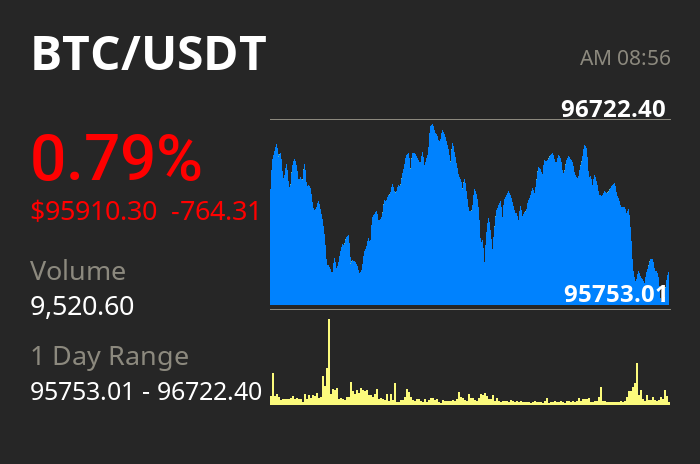 BTC/USDT
AM 08:56
96722.40
0.79%
$95910.30 -764.31
Volume
9,520.60
95753.01
1 Day Range
95753.01 - 96722.40